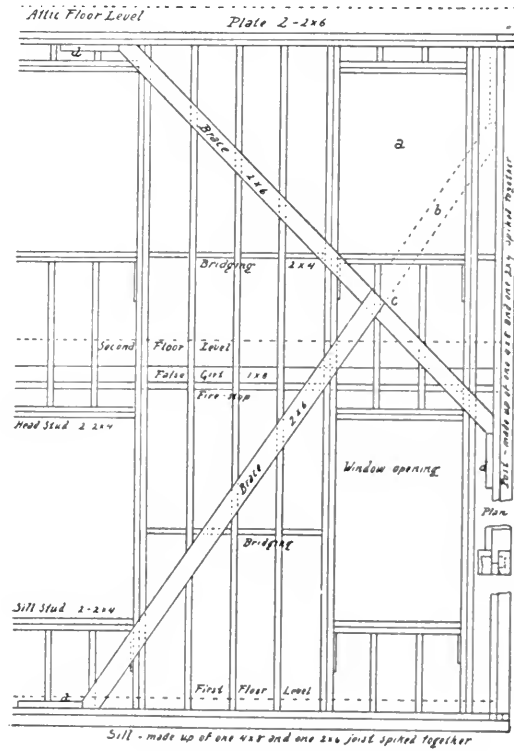 Attic Floor Level
Plate 2-2x6
d
Brace 2x6
a
b
Bridging 2x4
c
Second Floor Level
False Girt 1x8
Fire-stop
Head Stud 2 2x4
Brace 2x6
Window opening
d
Post - made up of one 4x8 and one 2x4 spiked together
Plan
Bridging
Sill Stud 2-2x4
First Floor Level
d
Sill - made up of one 4x8 and one 2x6 joist spiked together